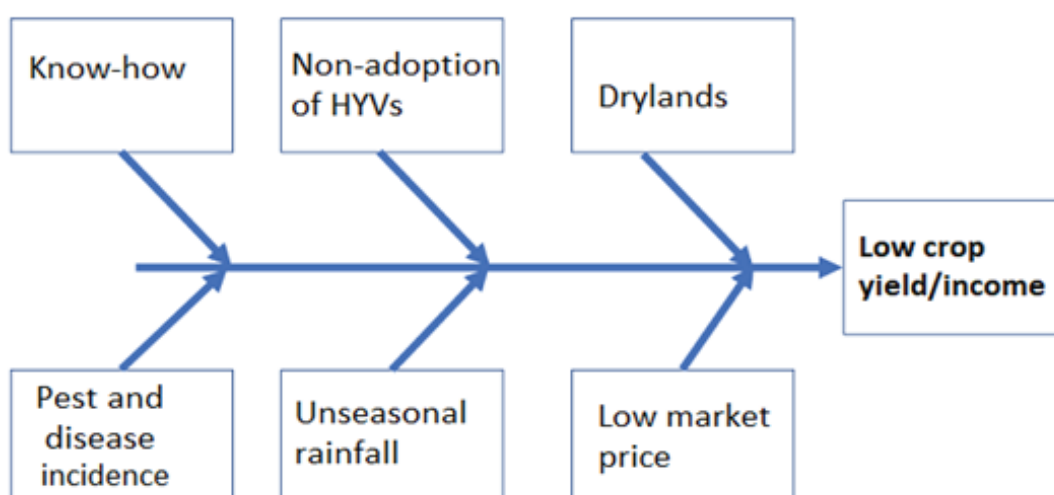 Know-how
Non-adoption
of HYVs
Drylands
Low crop
yield/income
Pest and
disease
incidence
Unseasonal
rainfall
Low market
price